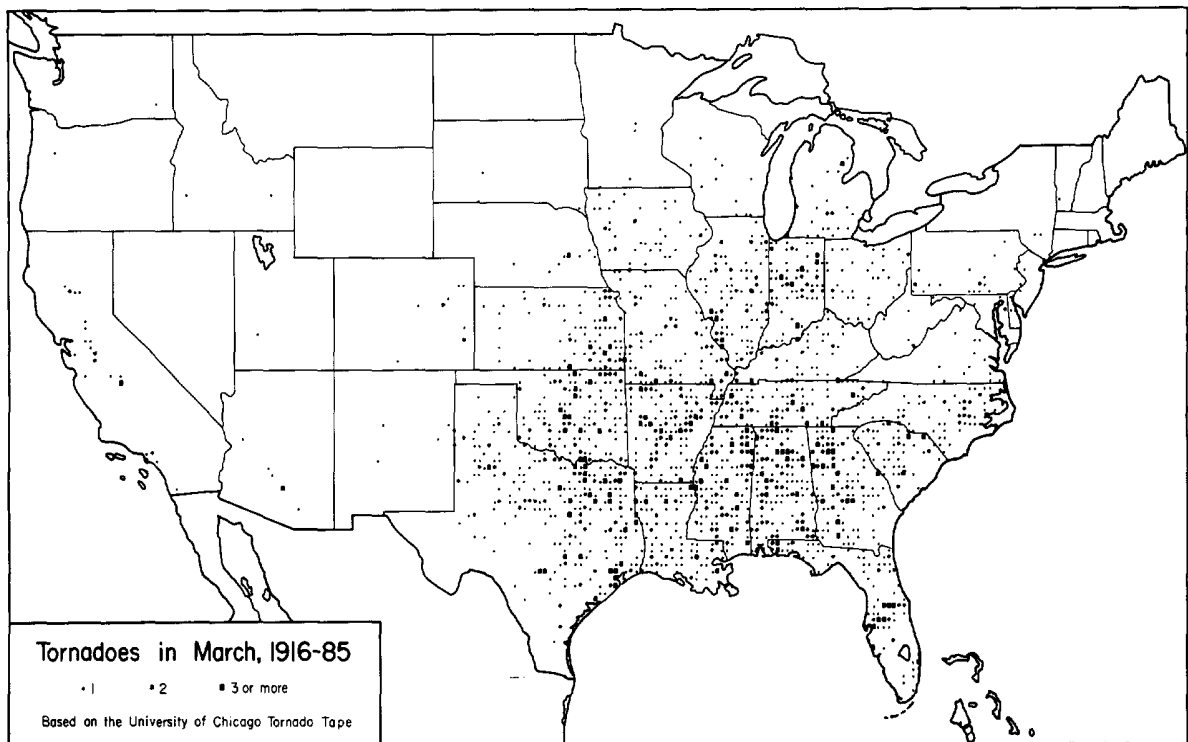 Tornadoes in March, 1916-85
1 2 3 or more
Based on the University of Chicago Tornado Tape